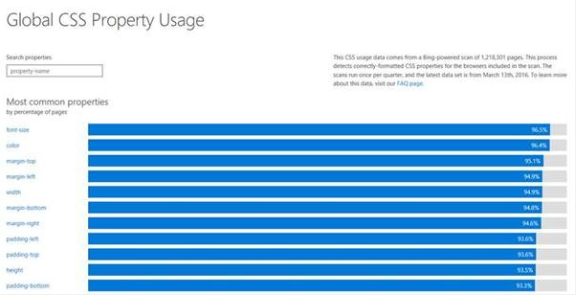 Global CSS Property Usage
Search properties
property-name
This CSS usage data comes from a Bing-powered scan of 1,218,301 pages. This process
detects correctly-formatted CSS properties for the browsers included in the scan. The
scans run once per quarter, and the latest data set is from March 13th, 2016. To learn more
about this data, visit our FAQ page.
Most common properties
by percentage of pages
font-size 96.5%
color 96.4%
margin-top 95.1%
margin-left 94.9%
width 94.9%
margin-bottom 94.8%
margin-right 94.6%
padding-left 93.6%
padding-top 93.6%
height 93.5%
padding-bottom 93.3%